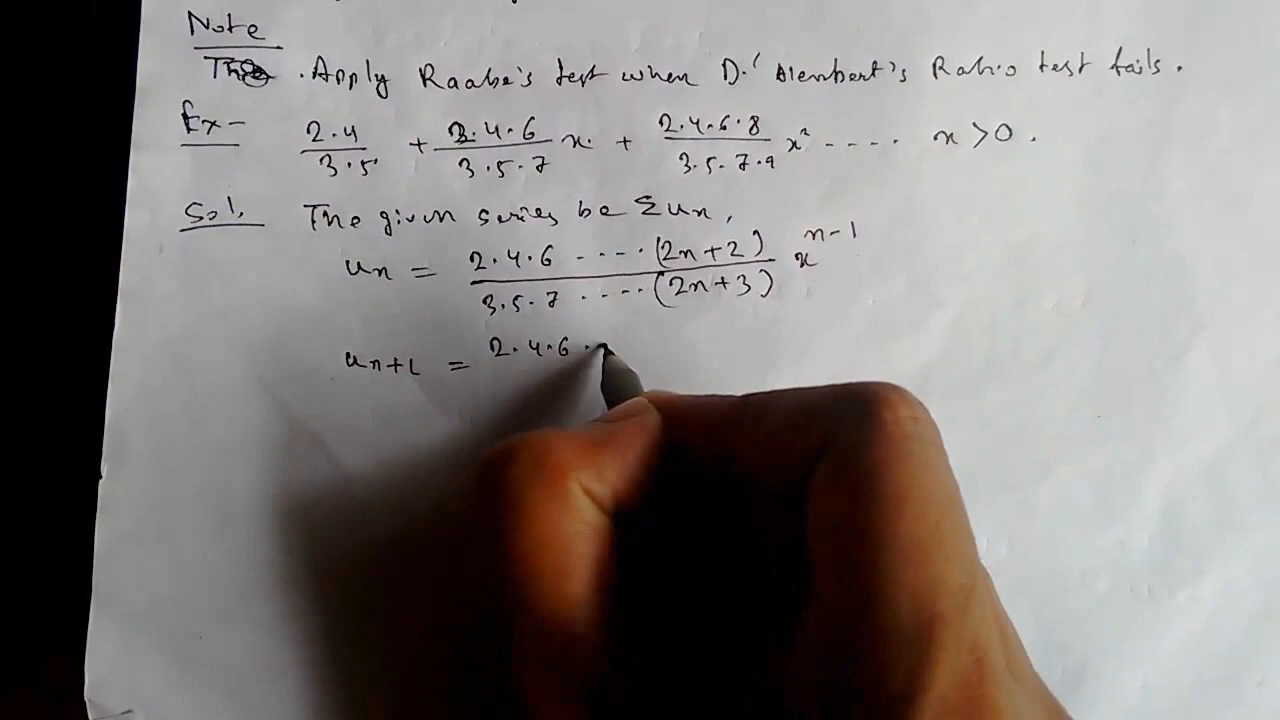 Note
The . Apply Raabe's test when D.' Alembert's Ratio test fails .
Ex- 2.4/3.5 + 2.4.6/3.5.7 x. + 2.4.6.8/3.5.7.9 x² ---- x > 0 .
Sol. The given series be Σun,
un = 2.4.6 ----. (2n+2)/3.5.7 ----. (2n+3) x^n-1
un+1 = 2.4.6 .